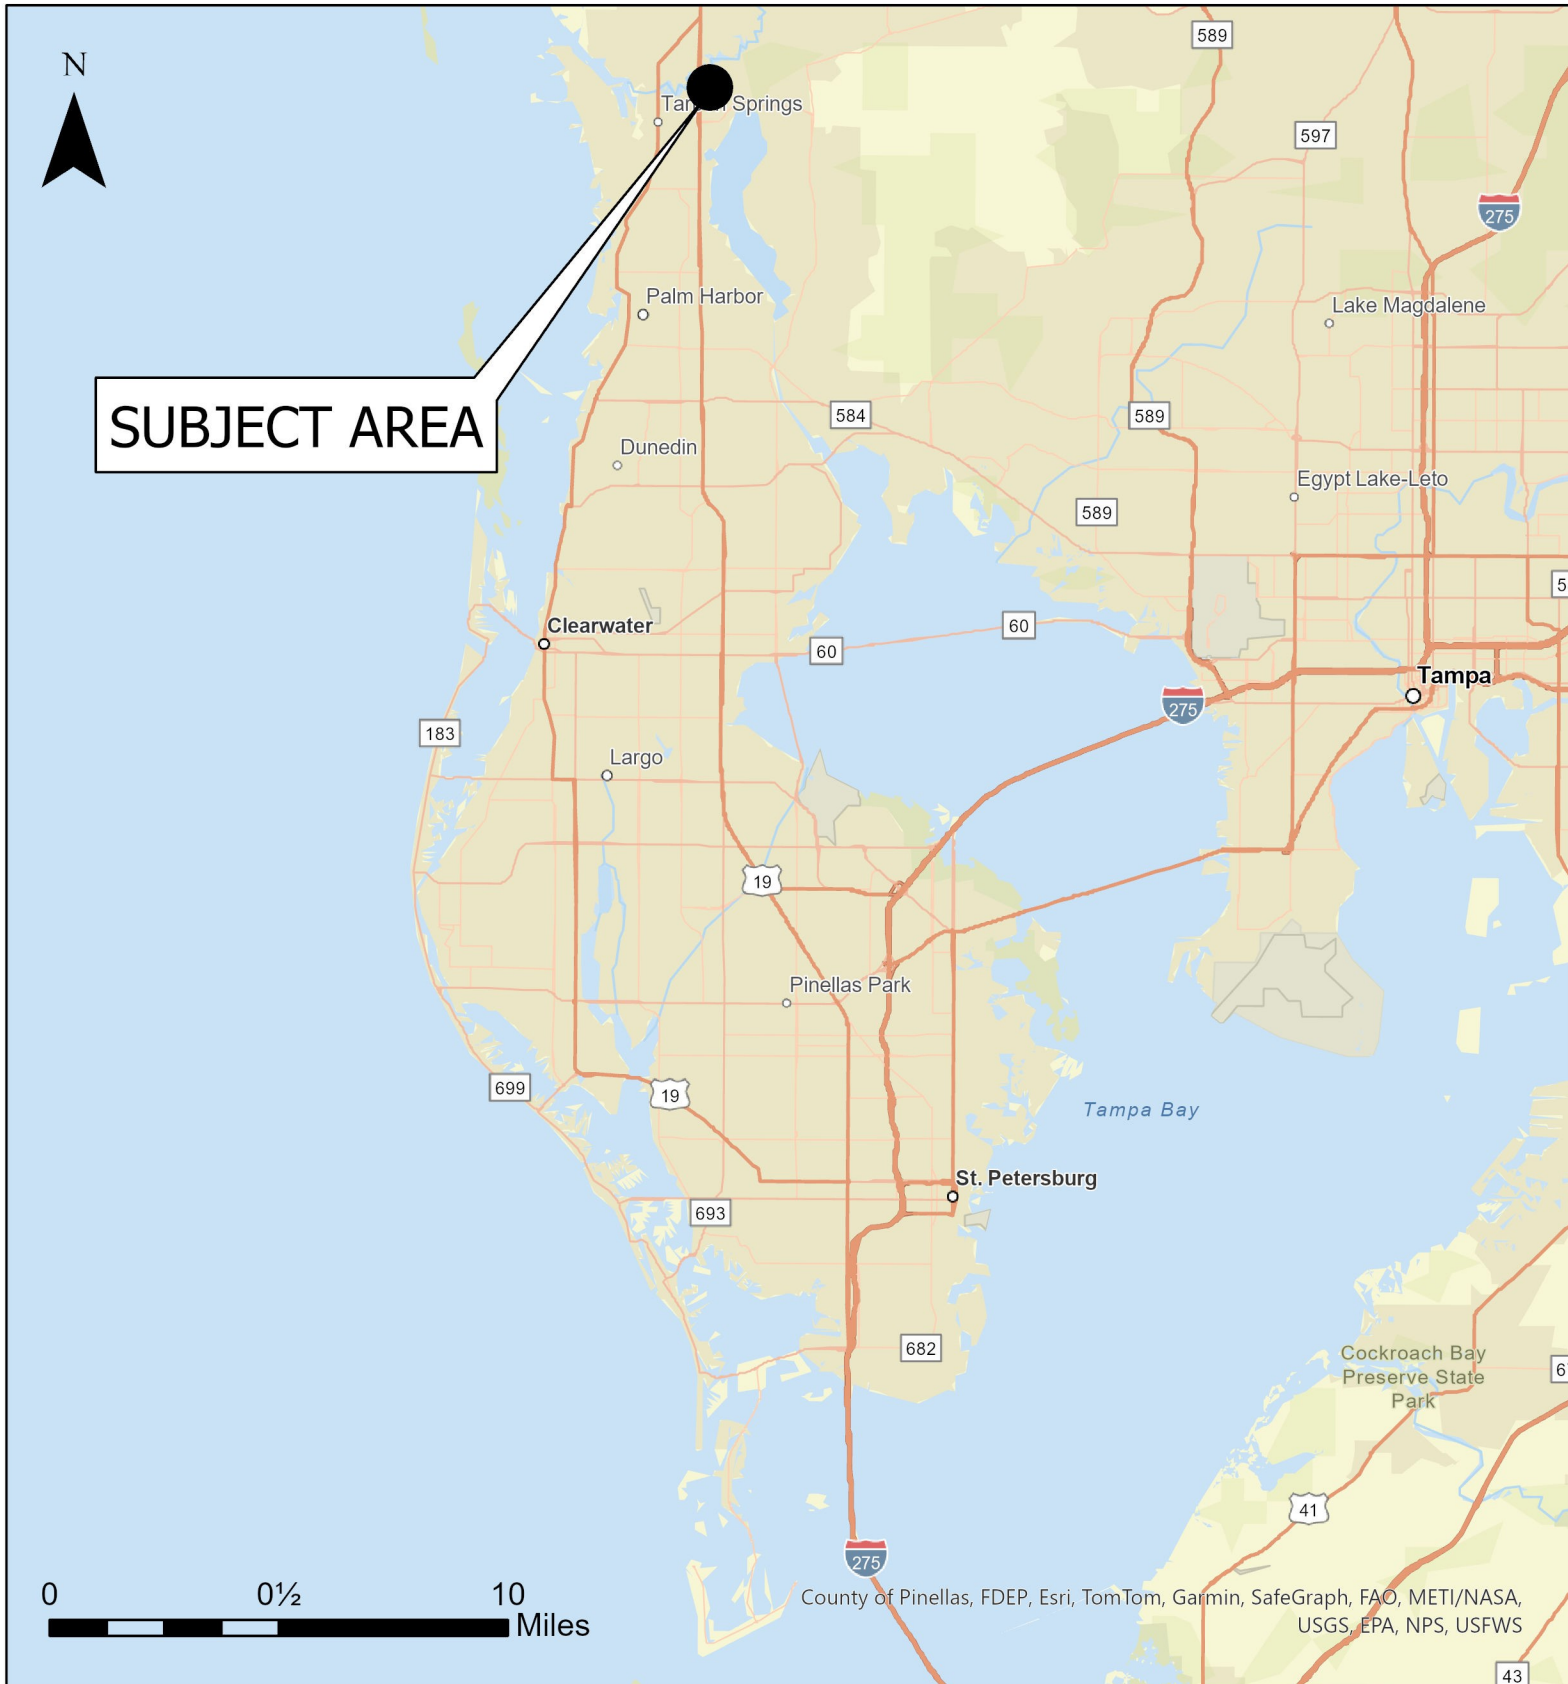 N
589
Springs
597
275
Palm Harbor
Lake Magdalene
SUBJECT AREA
584
589
Dunedin
Egypt Lake-Leto
589
Clearwater
60
60
Tampa
275
183
Largo
19
Pinellas Park
699
19
Tampa Bay
St. Petersburg
693
682
Cockroach Bay
Preserve State
Park
41
275
0 0½ 10
Miles
County of Pinellas, FDEP, Esri, TomTom, Garmin, SafeGraph, FAO, METI/NASA,
USGS, EPA, NPS, USFWS
43